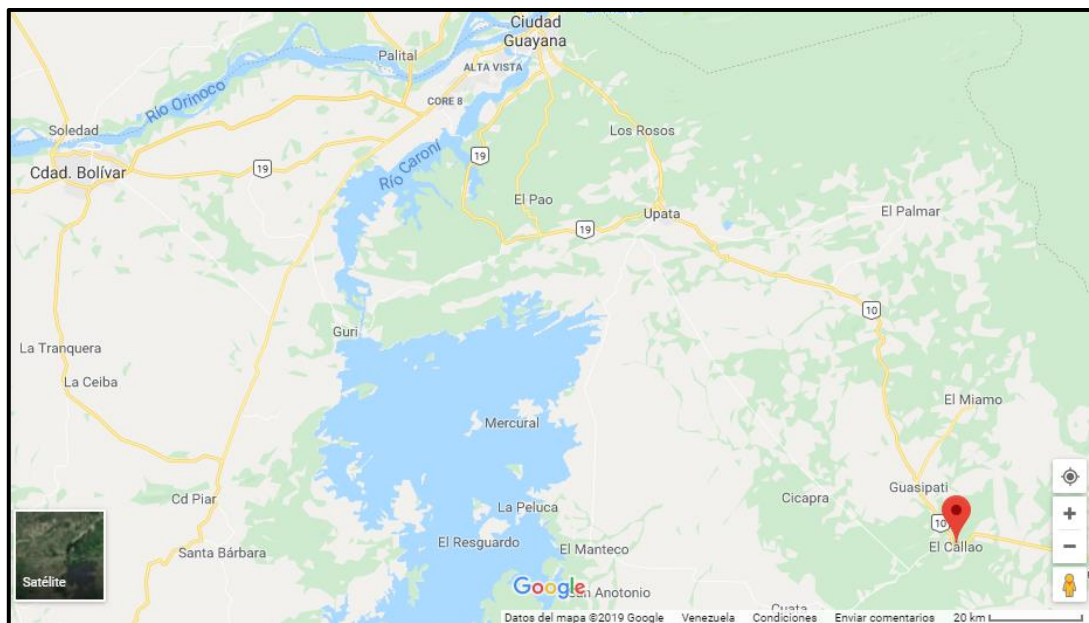 Ciudad
Guayana
Palital
ALTA VISTA
Río Orinoco
CORE 8
Soledad
Los Rosos
Cdad. Bolívar
19
19
Río Caroní
El Pao
El Palmar
Upata
19
10
Guri
La Tranquera
La Ceiba
El Miamo
Mercural
Guasipati
Cd Piar
Cicapra
La Peluca
10
El Resguardo
El Manteco
El Callao
Santa Bárbara
Satélite
Google
an Anotonio
Cuata
Datos del mapa ©2019 Google Venezuela Condiciones Enviar comentarios 20 km